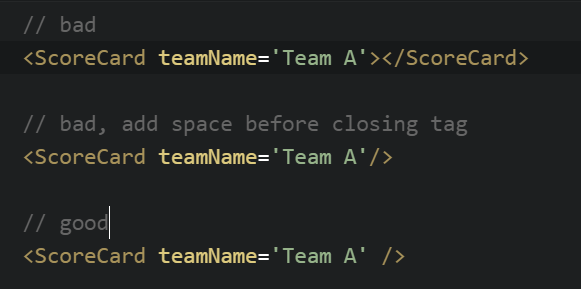 // bad
<ScoreCard teamName='Team A'></ScoreCard>
// bad, add space before closing tag
<ScoreCard teamName='Team A'/>
// good
<ScoreCard teamName='Team A' />